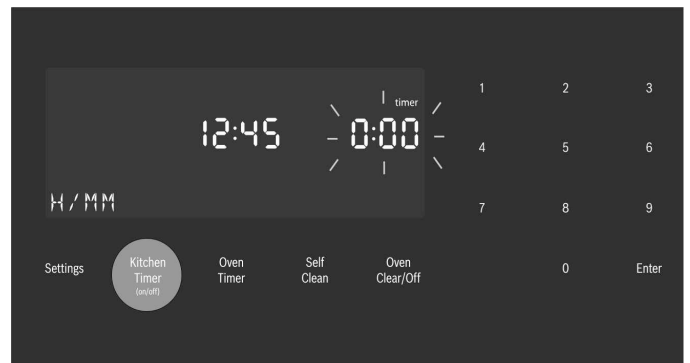 timer
12:45
0:00
H/MM
1 2 3
4 5 6
7 8 9
0 Enter
Settings
Kitchen
Timer
(on/off)
Oven
Timer
Self
Clean
Oven
Clear/Off